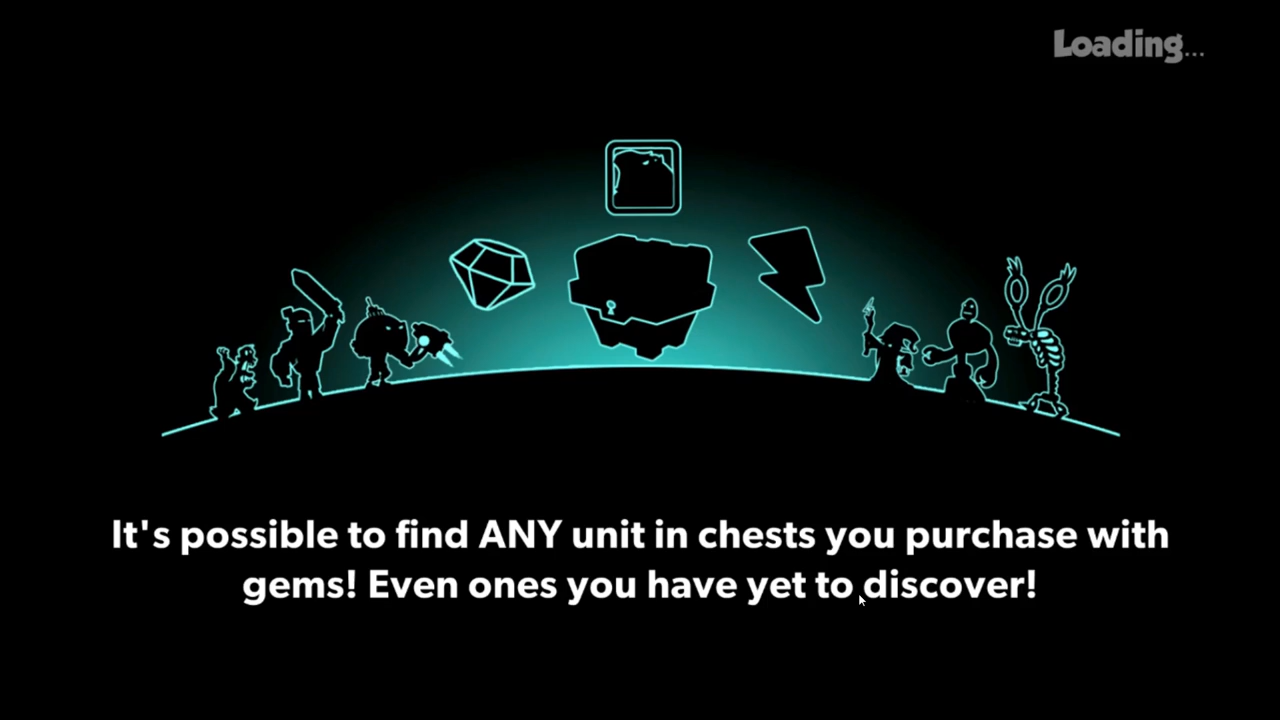 Loading...
It's possible to find ANY unit in chests you purchase with
gems! Even ones you have yet to discover!